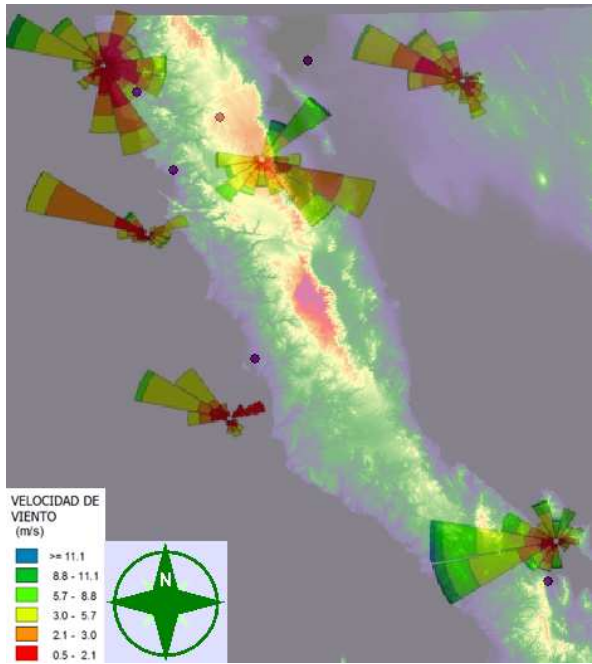 VELOCIDAD DE
VIENTO
(m/s)
>= 11.1
8.8 - 11.1
5.7 - 8.8
3.0 - 5.7
2.1 - 3.0
0.5 - 2.1
N